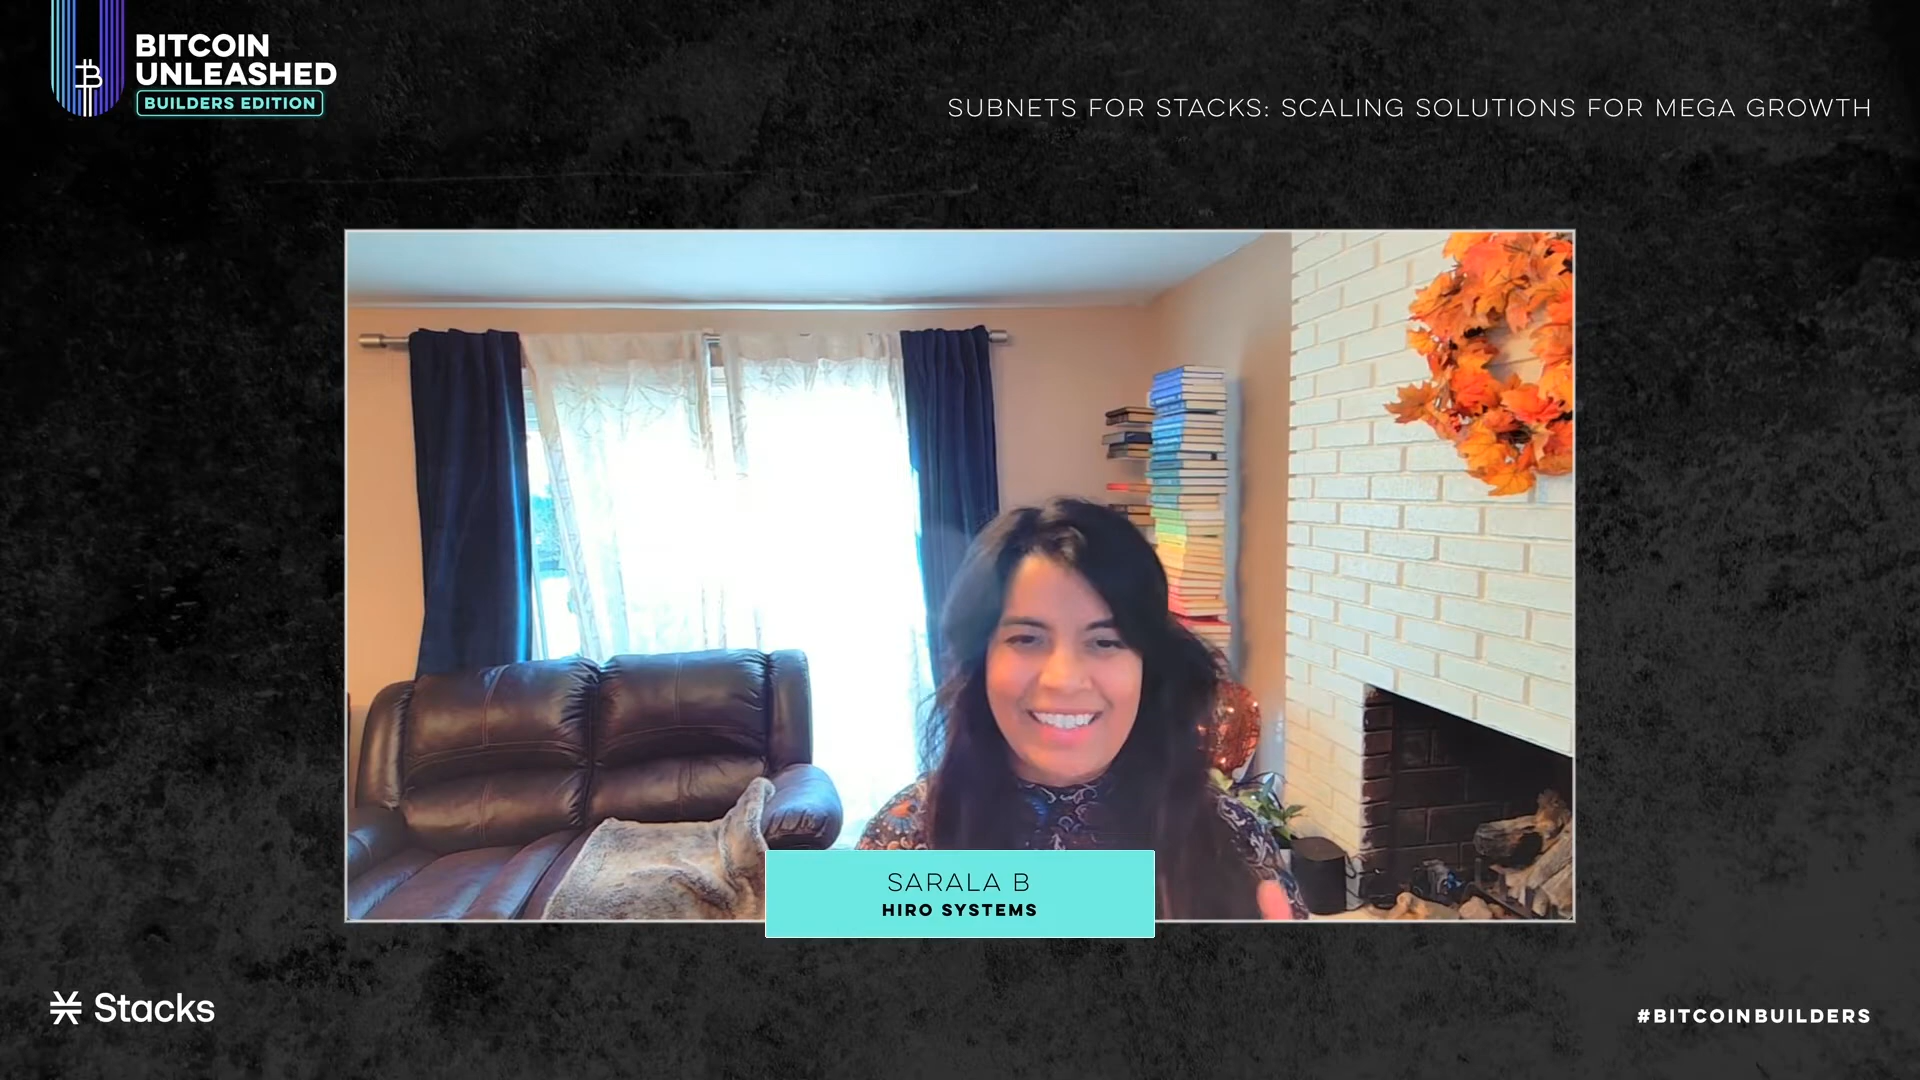 BITCOIN
UNLEASHED
BUILDERS EDITION
SUBNETS FOR STACKS: SCALING SOLUTIONS FOR MEGA GROWTH
SARALA B
HIRO SYSTEMS
Stacks
#BITCOINBUILDERS